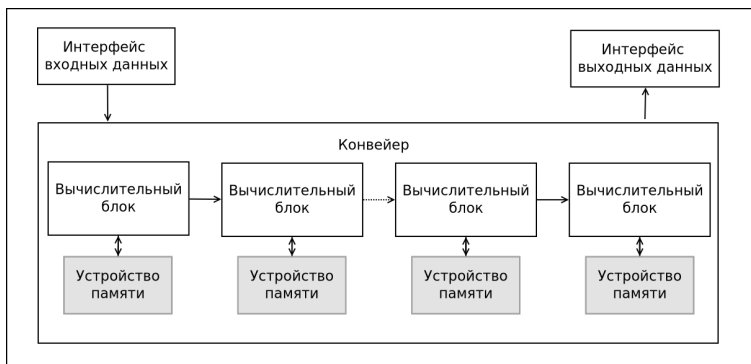 Интерфейс
входных данных
Интерфейс
выходных данных
Конвейер
Вычислительный
блок
Вычислительный
блок
Вычислительный
блок
Вычислительный
блок
Устройство
памяти
Устройство
памяти
Устройство
памяти
Устройство
памяти